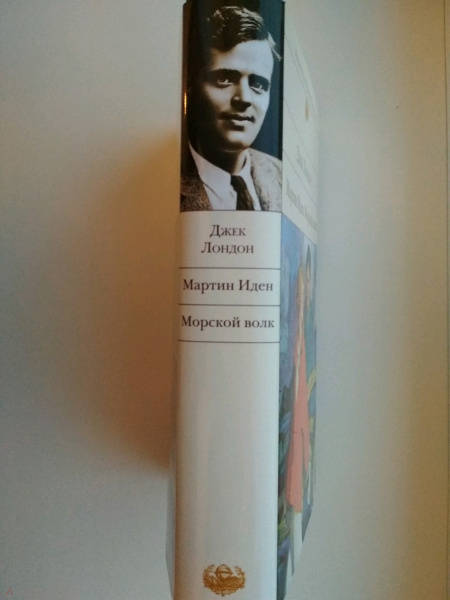 Джек
Лондон
Мартин Иден
Морской волк